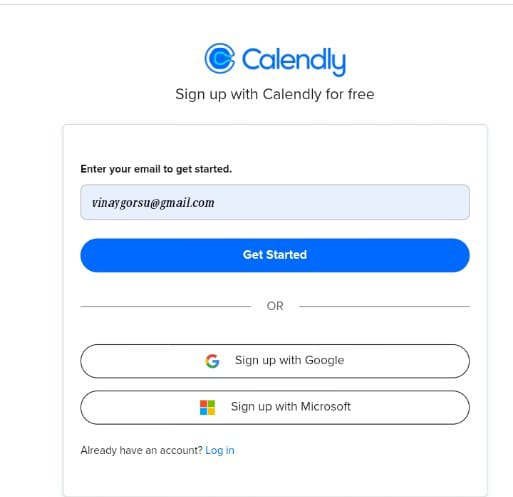 Calendly
Sign up with Calendly for free
Enter your email to get started.
vinaygorsu@gmail.com
Get Started
OR
Sign up with Google
Sign up with Microsoft
Already have an account? Log in